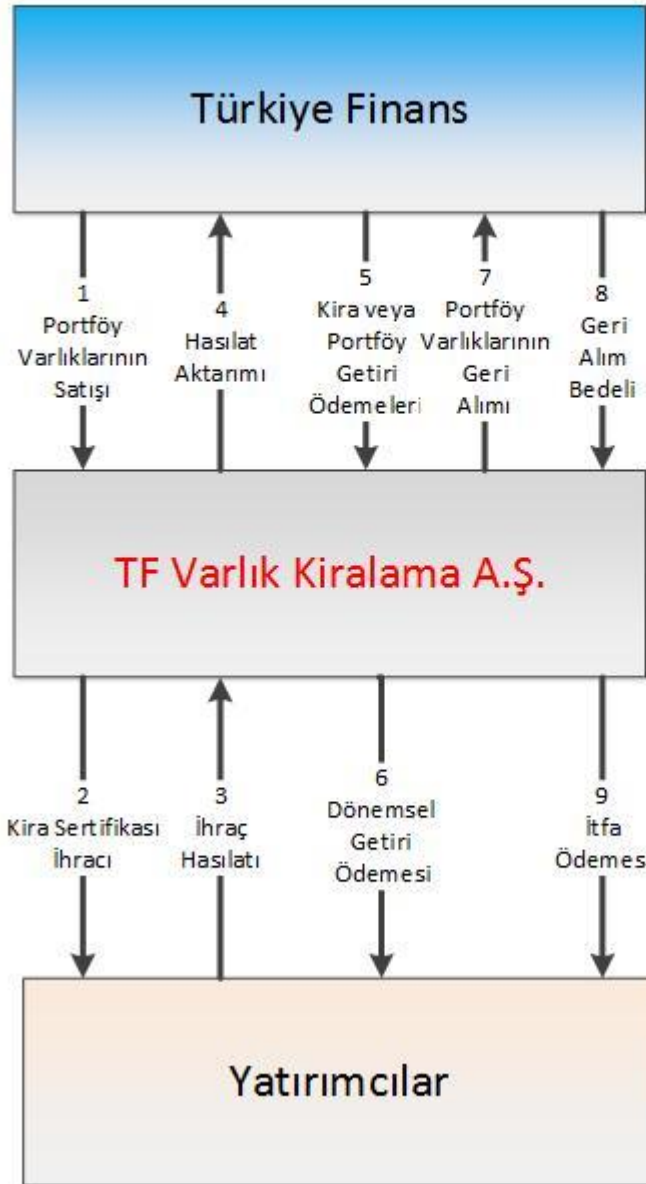 Türkiye Finans
1
Portföy
Varlıklarının
Satışı
4
Hasılat
Aktarımı
5
Kira veya
Portföy
Getiri
Ödemeleri
7
Portföy
Varlıklarının
Geri
Alımı
8
Geri
Alım
Bedeli
TF Varlık Kiralama A.Ş.
2
Kira Sertifikası
İhracı
3
İhraç
Hasılatı
6
Dönemsel
Getiri
Ödemesi
9
İtfa
Ödemes
Yatırımcılar